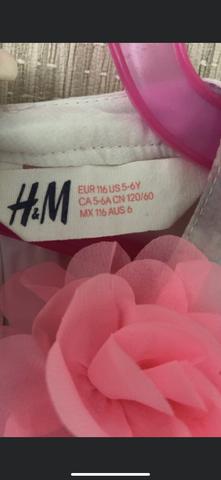 H&M
EUR 116 US 5-6Y
CA 5-6A CN 120/60
MX 116 AUS 6